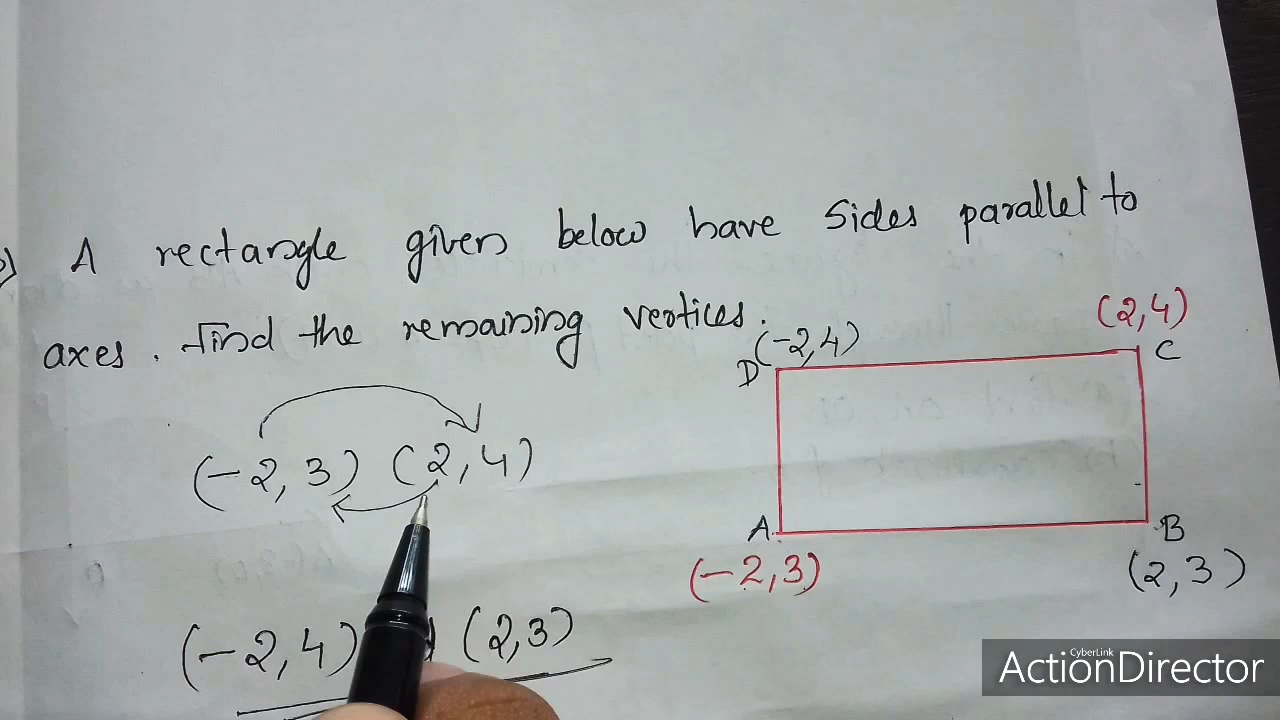 A rectangle given below have sides parallel to
axes. Find the remaining vertices.
(2,4)
D (-2,4) C
(-2,3) (2,4)
A B
(-2,3) (2,3)
(-2,4) (2,3)
CyberLink
ActionDirector